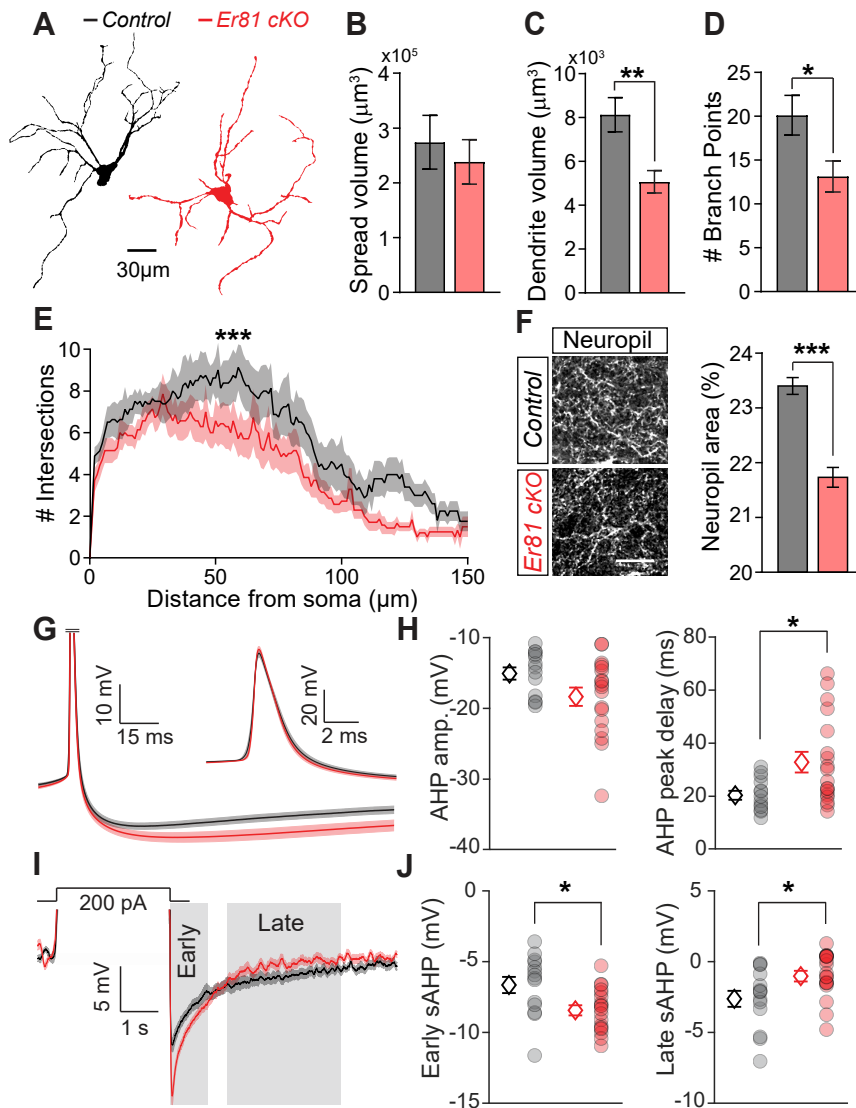 A
Control
Er81 cKO
30μm
B
x10⁵
Spread volume (μm³)
4
3
2
1
0
C
x10³
Dendrite volume (μm³)
10
8
6
4
2
0
**
D
# Branch Points
25
20
15
10
5
0
*
E
***
# Intersections
10
8
6
4
2
0
0
50
100
150
Distance from soma (μm)
F
Neuropil
Control
Er81 cKO
Neuropil area (%)
24
23
22
21
20
***
G
10 mV
15 ms
20 mV
2 ms
H
AHP amp. (mV)
-10
-20
-30
-40
AHP peak delay (ms)
80
60
40
20
0
*
I
200 pA
Early
Late
5 mV
1 s
J
Early sAHP (mV)
0
-5
-10
-15
*
Late sAHP (mV)
5
0
-5
-10
*